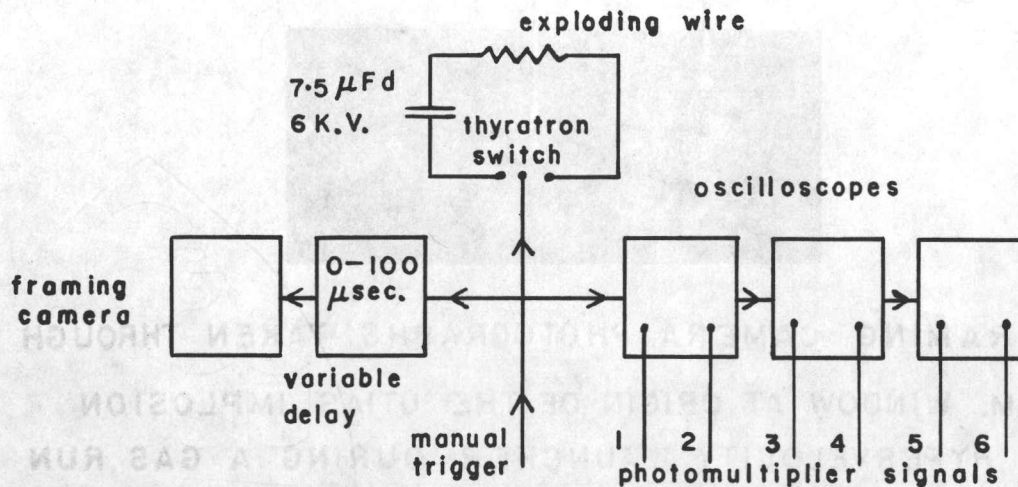 exploding wire
7.5 μFd
6 K.V.
thyratron
switch
oscilloscopes
framing
camera
0-100
μsec.
variable
delay
manual
trigger
1 2 3 4 5 6
photomultiplier signals